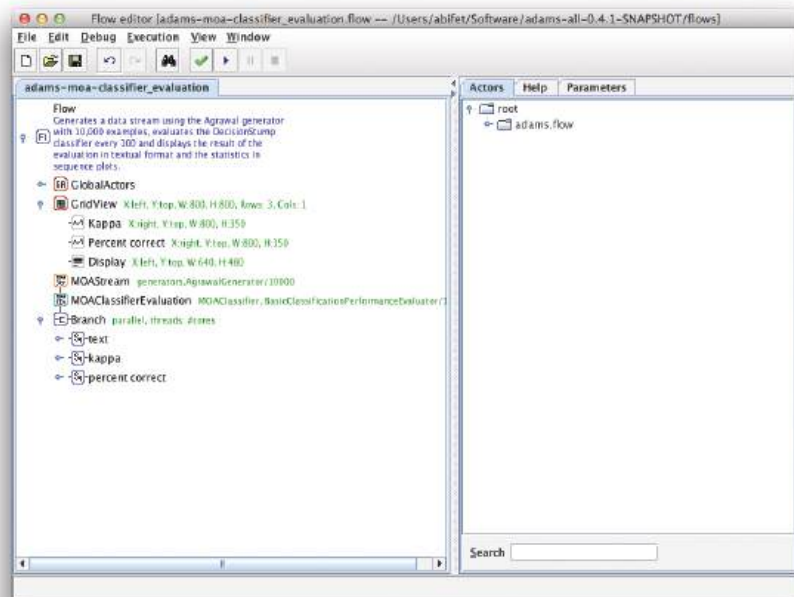 Flow editor [adams-moa-classifier_evaluation.flow -- /Users/abifet/Software/adams-all-0.4.1-SNAPSHOT/flows]
File Edit Debug Execution View Window
adams-moa-classifier_evaluation
Actors Help Parameters
Flow
Generates a data stream using the Agrawal generator
with 10,000 examples, evaluates the DecisionStump
classifier every 100 and displays the result of the
evaluation in textual format and the statistics in
sequence plots.
GlobalActors
GridView X:left, Y:top, W:800, H:800, Rows: 3, Cols: 1
Kappa X:right, Y:top, W:800, H:350
Percent correct X:right, Y:top, W:800, H:350
Display X:left, Y:top, W:640, H:480
MOAStream generators.AgrawalGenerator/10000
MOAClassifierEvaluation MOAClassifier, BasicClassificationPerformanceEvaluator/
Branch parallel, threads: #cores
text
kappa
percent correct
root
adams.flow
Search